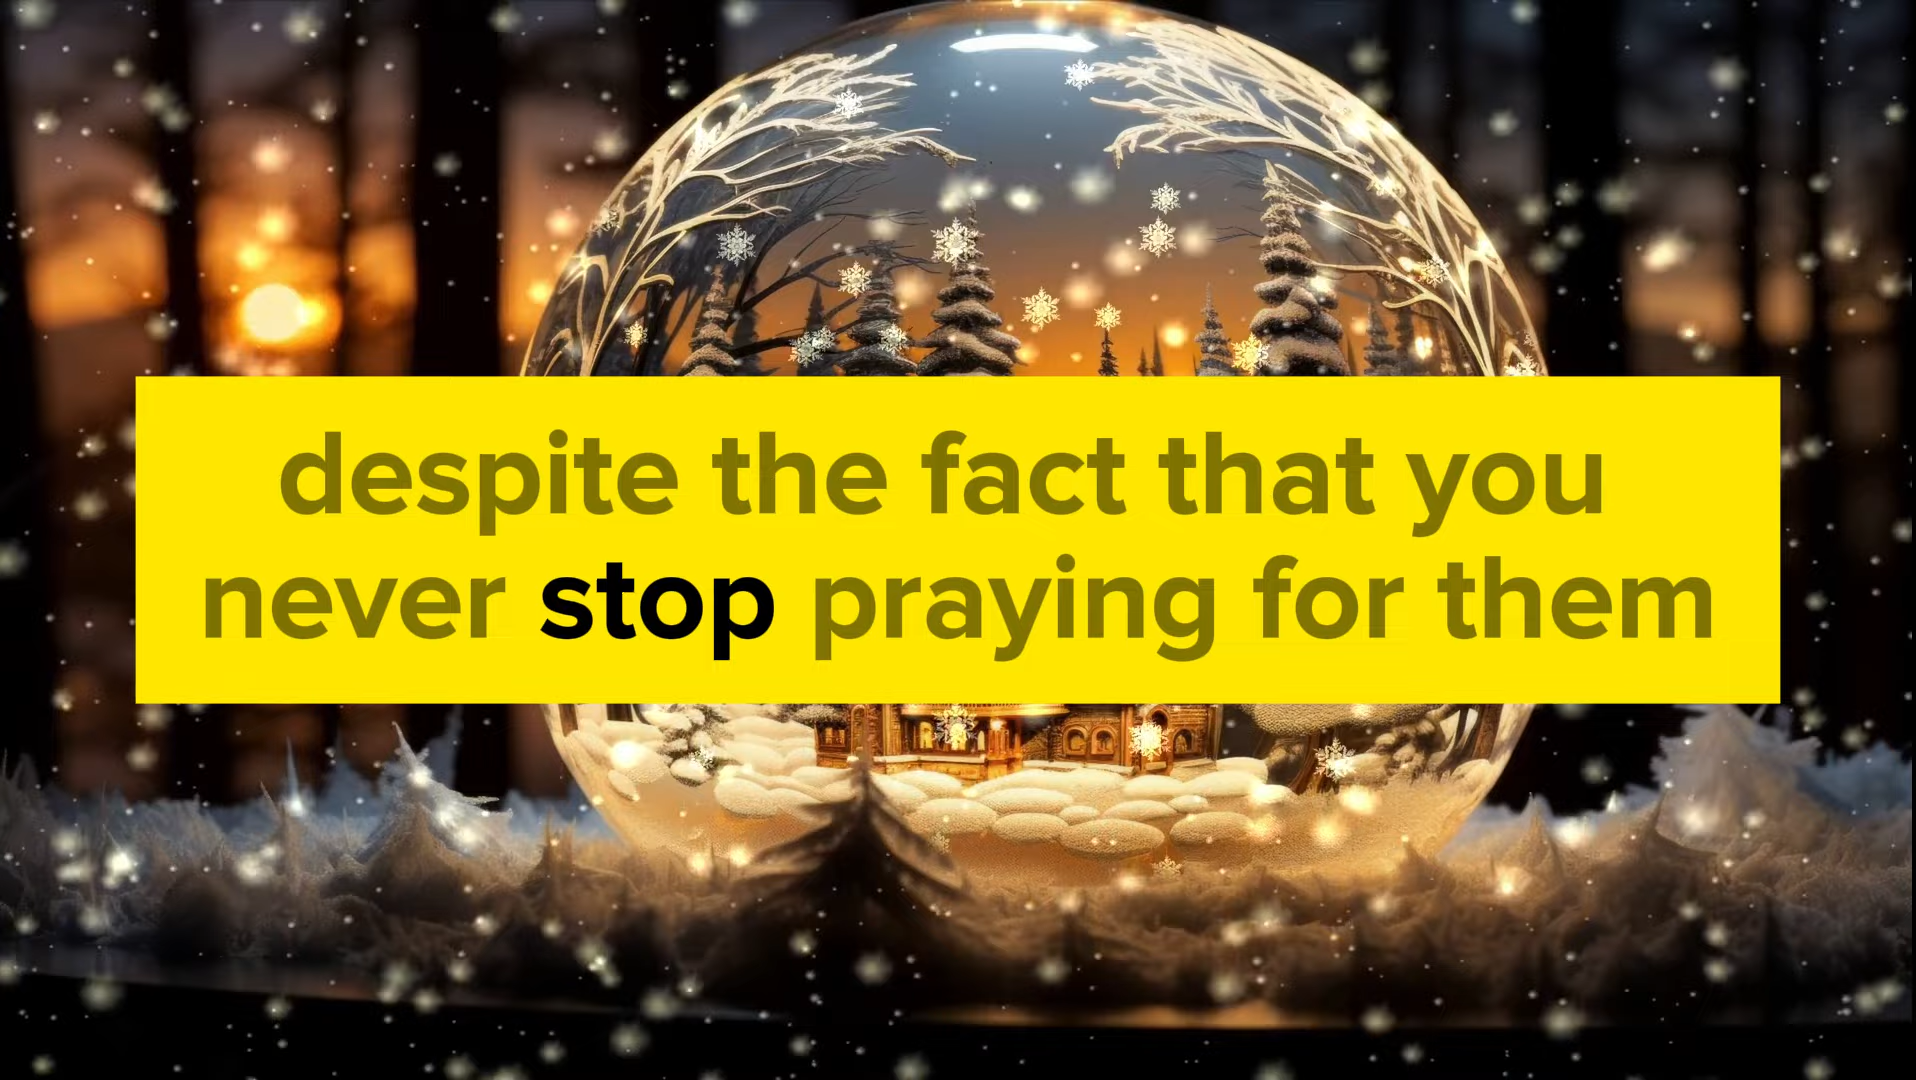 despite the fact that you
never stop praying for them